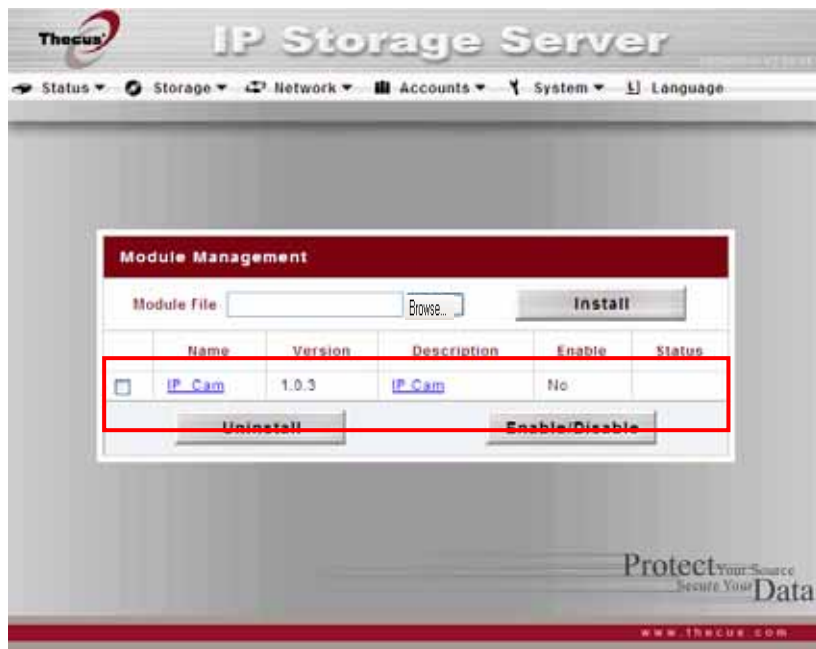 Thecus
IP Storage Server
Status Storage Network Accounts System Language
Module Management
Module File Browse... Install
Name Version Description Enable Status
IP_Cam 1.0.3 IP Cam No
Uninstall Enable/Disable
Protect Your Source
Secure Your Data
www.thecus.com